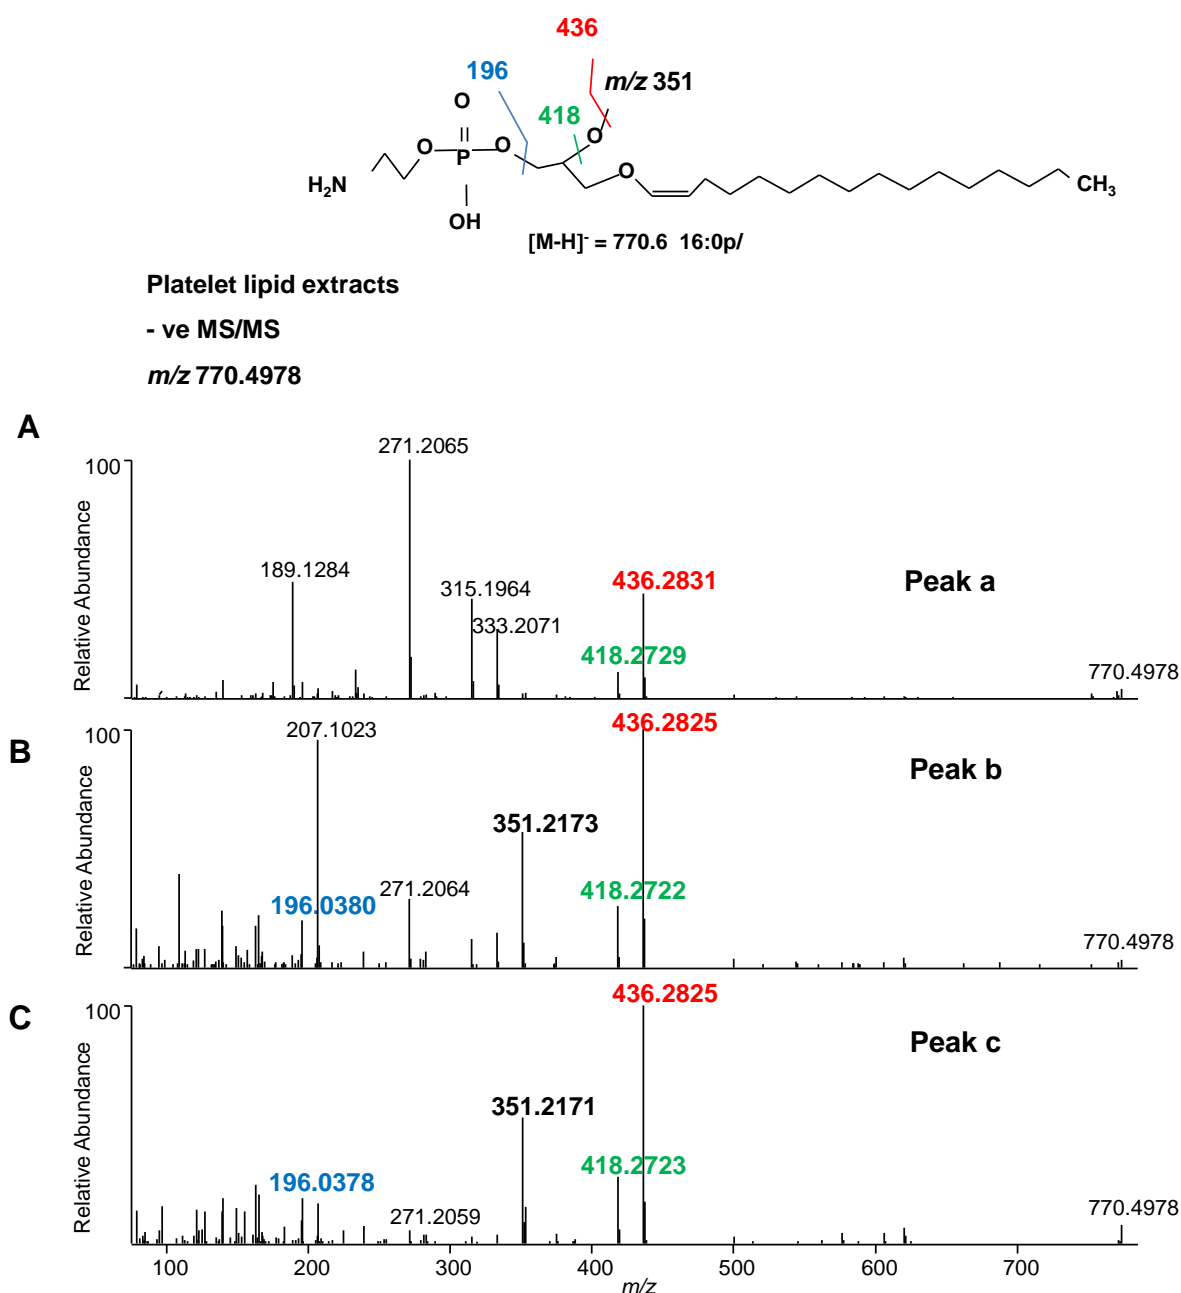 436
196
m/z 351
O
418
O
O
O
O
P
H₂N
CH₃
OH
[M-H]⁻ = 770.6  16:0p/
Platelet lipid extracts
- ve MS/MS
m/z 770.4978
A
271.2065
100
Relative Abundance
189.1284
315.1964
333.2071
436.2831
418.2729
Peak a
770.4978
B
100
Relative Abundance
207.1023
436.2825
Peak b
351.2173
196.0380
271.2064
418.2722
770.4978
C
100
Relative Abundance
436.2825
Peak c
351.2171
418.2723
196.0378
271.2059
770.4978
100 200 300 400 500 600 700
m/z